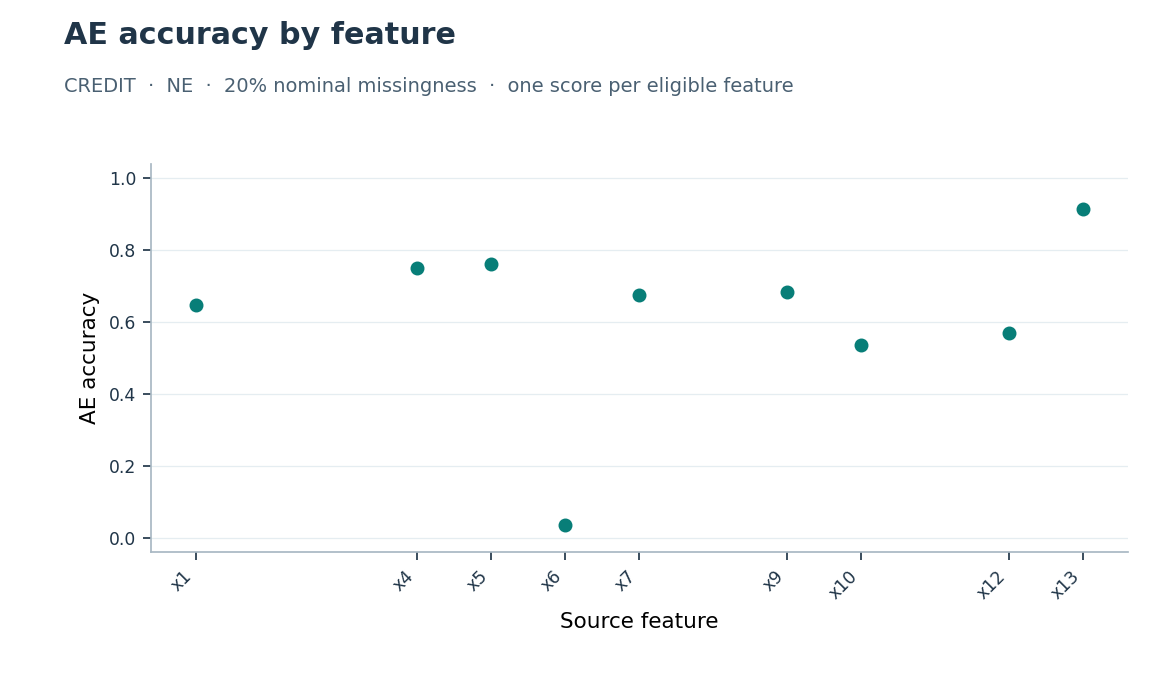 AE accuracy by feature
CREDIT · NE · 20% nominal missingness · one score per eligible feature
1.0
0.8
0.6
0.4
0.2
0.0
AE accuracy
x1
x4
x5
x6
x7
x9
x10
x12
x13
Source feature